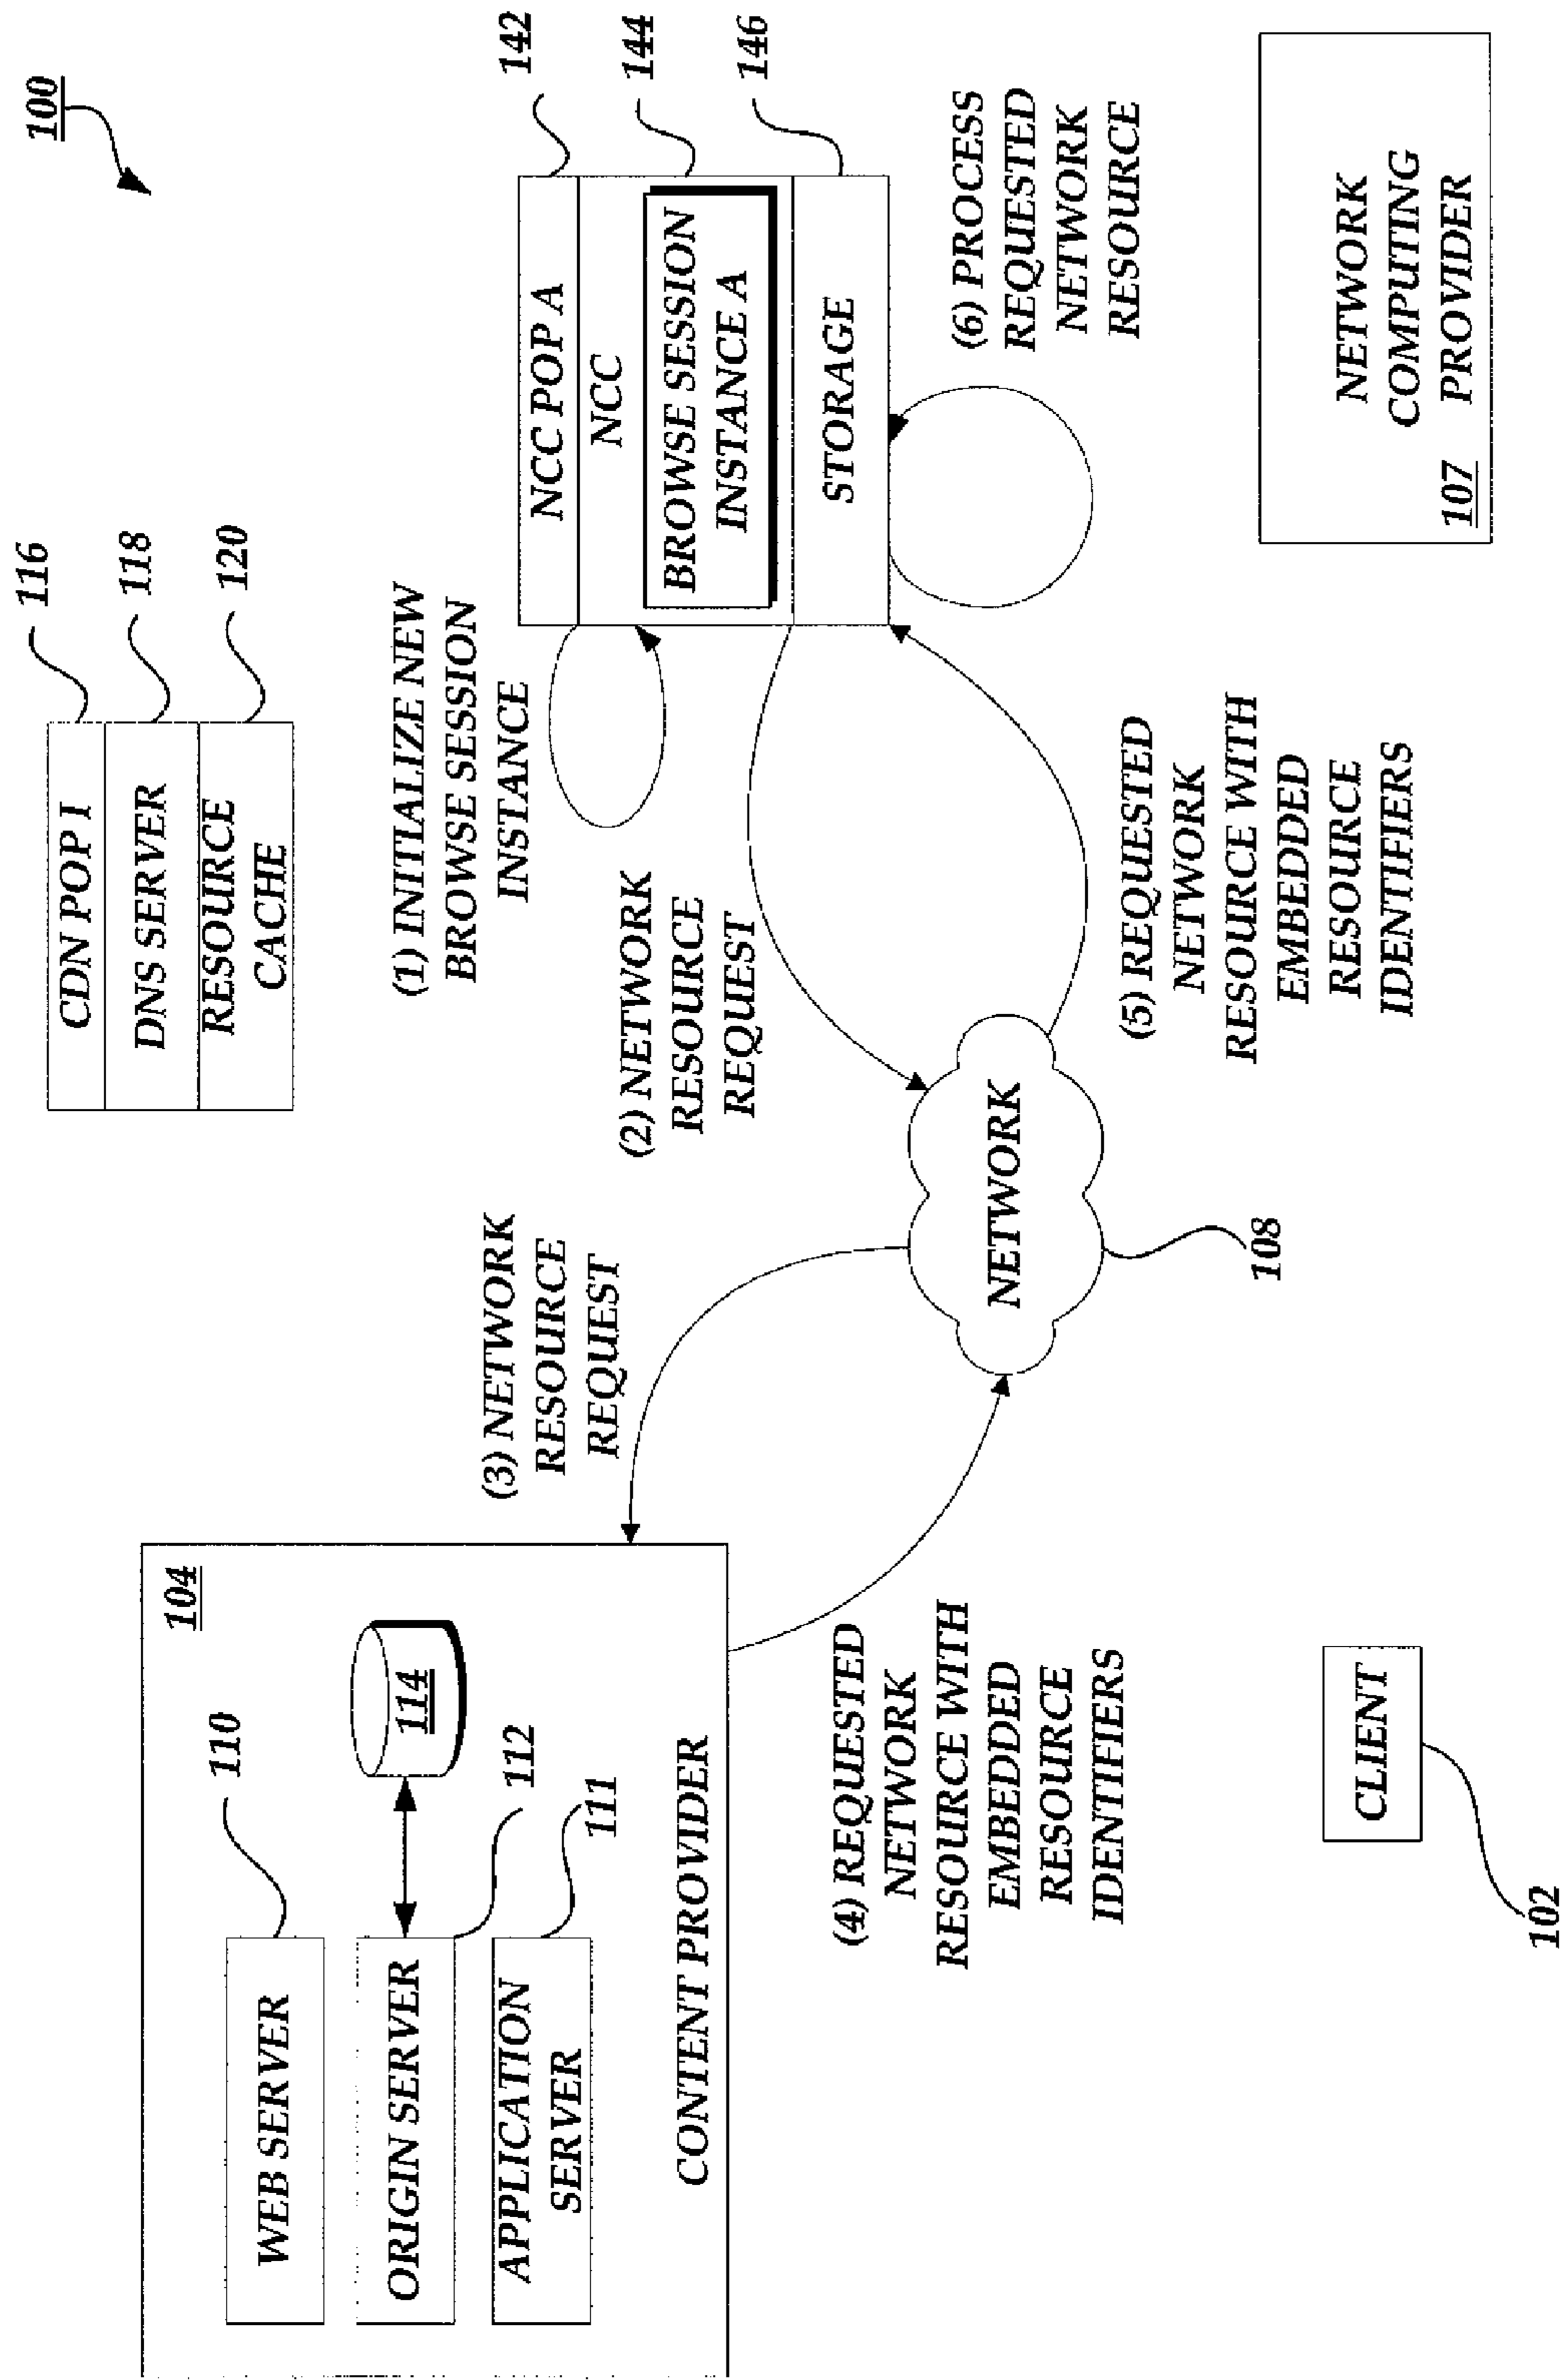 100
CDN POP I
DNS SERVER
RESOURCE
CACHE
116
118
120
104
WEB SERVER
110
ORIGIN SERVER
112
114
APPLICATION
SERVER
111
CONTENT PROVIDER
(1) INITIALIZE NEW
BROWSE SESSION
INSTANCE
NCC POP A
142
NCC
144
BROWSE SESSION
INSTANCE A
STORAGE
146
(2) NETWORK
RESOURCE
REQUEST
(3) NETWORK
RESOURCE
REQUEST
NETWORK
108
(4) REQUESTED
NETWORK
RESOURCE WITH
EMBEDDED
RESOURCE
IDENTIFIERS
(5) REQUESTED
NETWORK
RESOURCE WITH
EMBEDDED
RESOURCE
IDENTIFIERS
(6) PROCESS
REQUESTED
NETWORK
RESOURCE
CLIENT
102
NETWORK
COMPUTING
107 PROVIDER